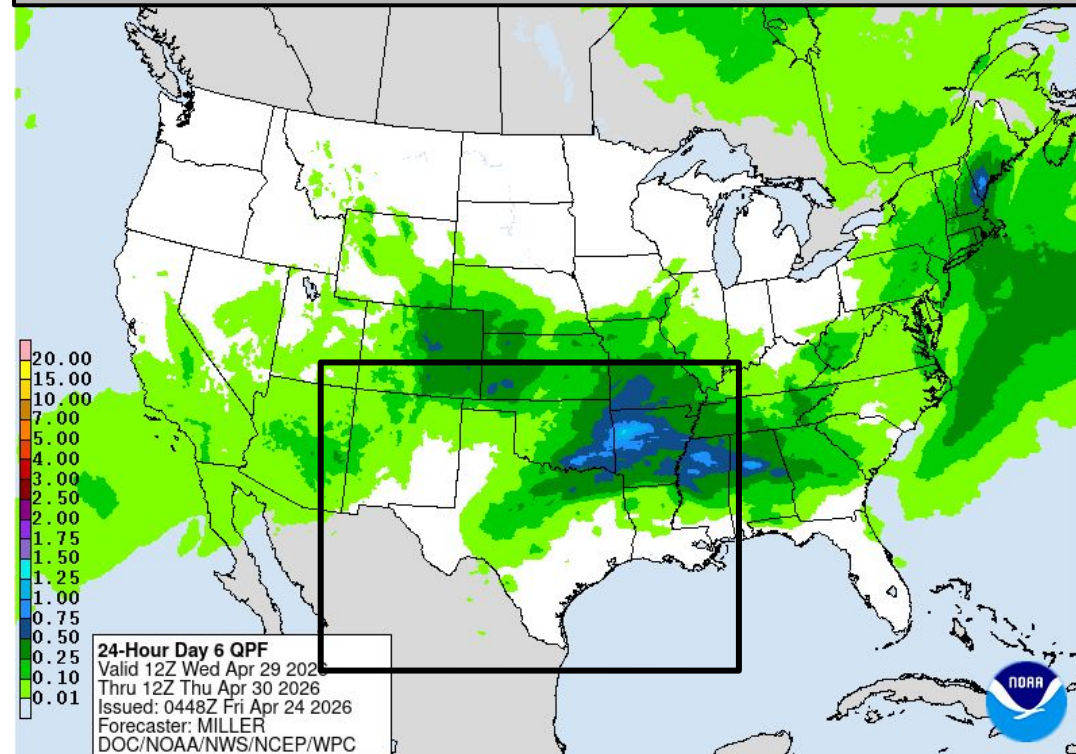 20.00
15.00
10.00
7.00
5.00
4.00
3.00
2.50
2.00
1.75
1.50
1.25
1.00
0.75
0.50
0.25
0.10
0.01
24-Hour Day 6 QPF
Valid 12Z Wed Apr 29 2026
Thru 12Z Thu Apr 30 2026
Issued: 0448Z Fri Apr 24 2026
Forecaster: MILLER
DOC/NOAA/NWS/NCEP/WPC
NOAA